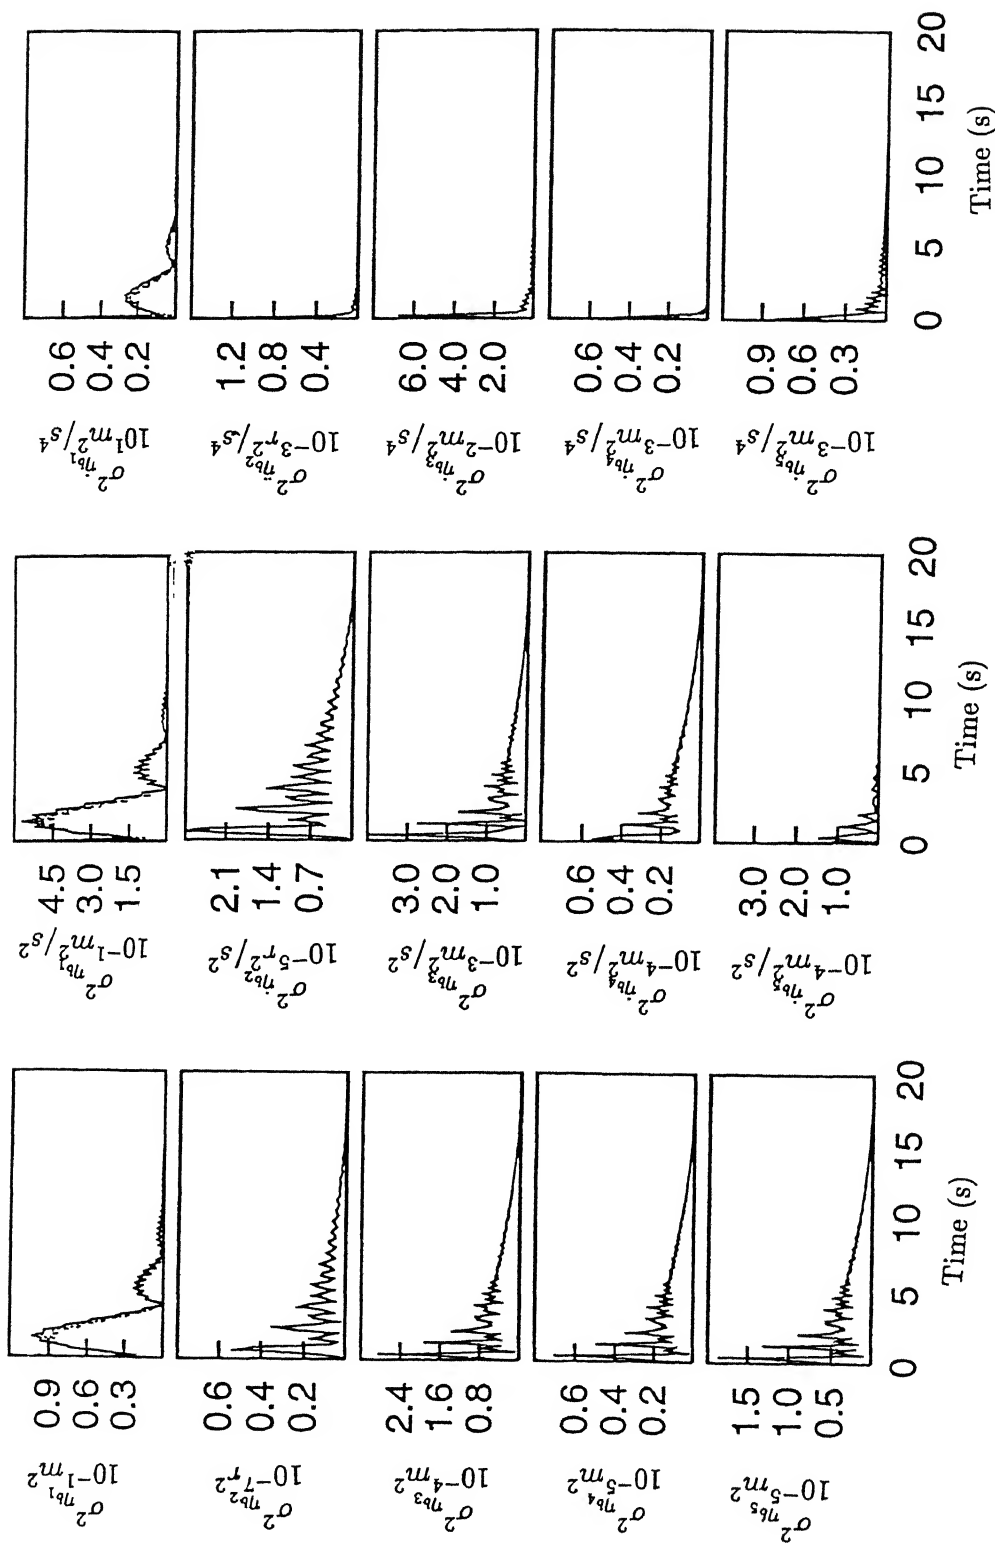 σ²ηb1
10⁻¹m²
0.9
0.6
0.3
σ²ηb2
10⁻⁷r²
0.6
0.4
0.2
σ²ηb3
10⁻⁴m²
2.4
1.6
0.8
σ²ηb4
10⁻⁵m²
0.6
0.4
0.2
σ²ηb5
10⁻⁵m²
1.5
1.0
0.5
0 5 10 15 20
Time (s)
σ²η̇b1
10⁻¹m²/s²
4.5
3.0
1.5
σ²η̇b2
10⁻⁵r²/s²
2.1
1.4
0.7
σ²η̇b3
10⁻³m²/s²
3.0
2.0
1.0
σ²η̇b4
10⁻⁴m²/s²
0.6
0.4
0.2
σ²η̇b5
10⁻⁴m²/s²
3.0
2.0
1.0
0 5 10 15 20
Time (s)
σ²η̈b1
10¹m²/s⁴
0.6
0.4
0.2
σ²η̈b2
10⁻³r²/s⁴
1.2
0.8
0.4
σ²η̈b3
10⁻²m²/s⁴
6.0
4.0
2.0
σ²η̈b4
10⁻³m²/s⁴
0.6
0.4
0.2
σ²η̈b5
10⁻³m²/s⁴
0.9
0.6
0.3
0 5 10 15 20
Time (s)